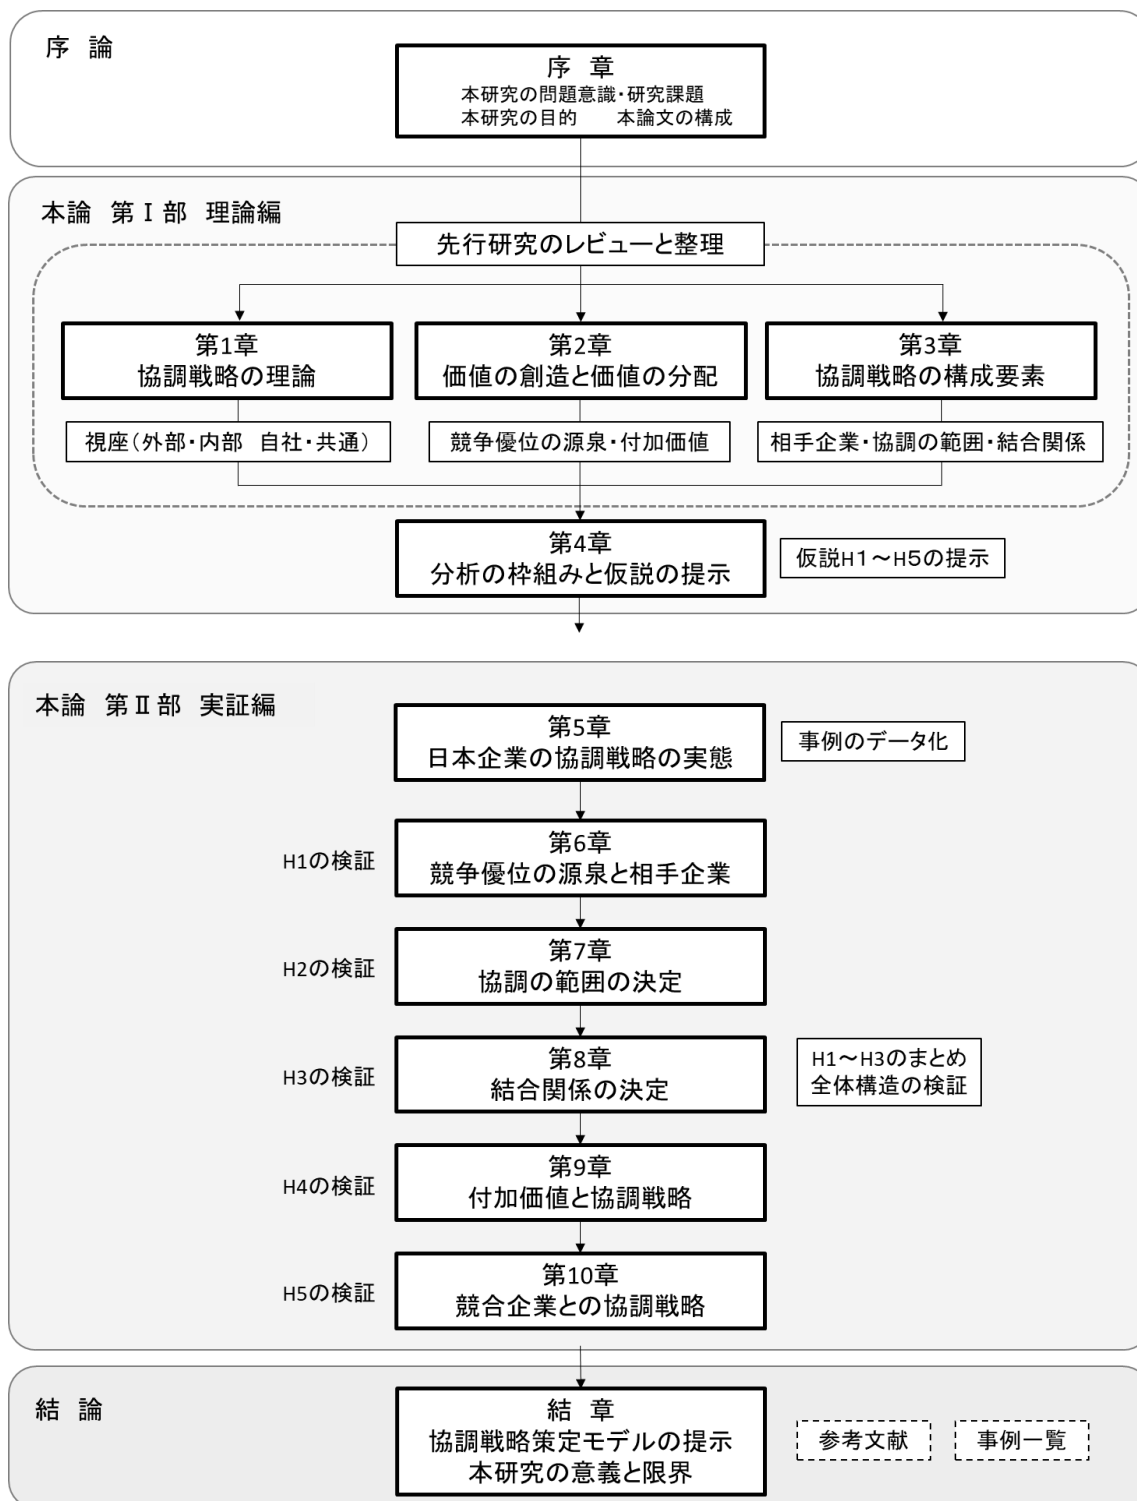 序　論
序　章
本研究の問題意識・研究課題
本研究の目的　　本論文の構成
本論　第Ⅰ部　理論編
先行研究のレビューと整理
第1章
協調戦略の理論
第2章
価値の創造と価値の分配
第3章
協調戦略の構成要素
視座（外部・内部　自社・共通）
競争優位の源泉・付加価値
相手企業・協調の範囲・結合関係
第4章
分析の枠組みと仮説の提示
仮説H1～H5の提示
本論　第Ⅱ部　実証編
第5章
日本企業の協調戦略の実態
事例のデータ化
H1の検証
第6章
競争優位の源泉と相手企業
H2の検証
第7章
協調の範囲の決定
H3の検証
第8章
結合関係の決定
H1～H3のまとめ
全体構造の検証
H4の検証
第9章
付加価値と協調戦略
H5の検証
第10章
競合企業との協調戦略
結　論
結　章
協調戦略策定モデルの提示
本研究の意義と限界
参考文献
事例一覧